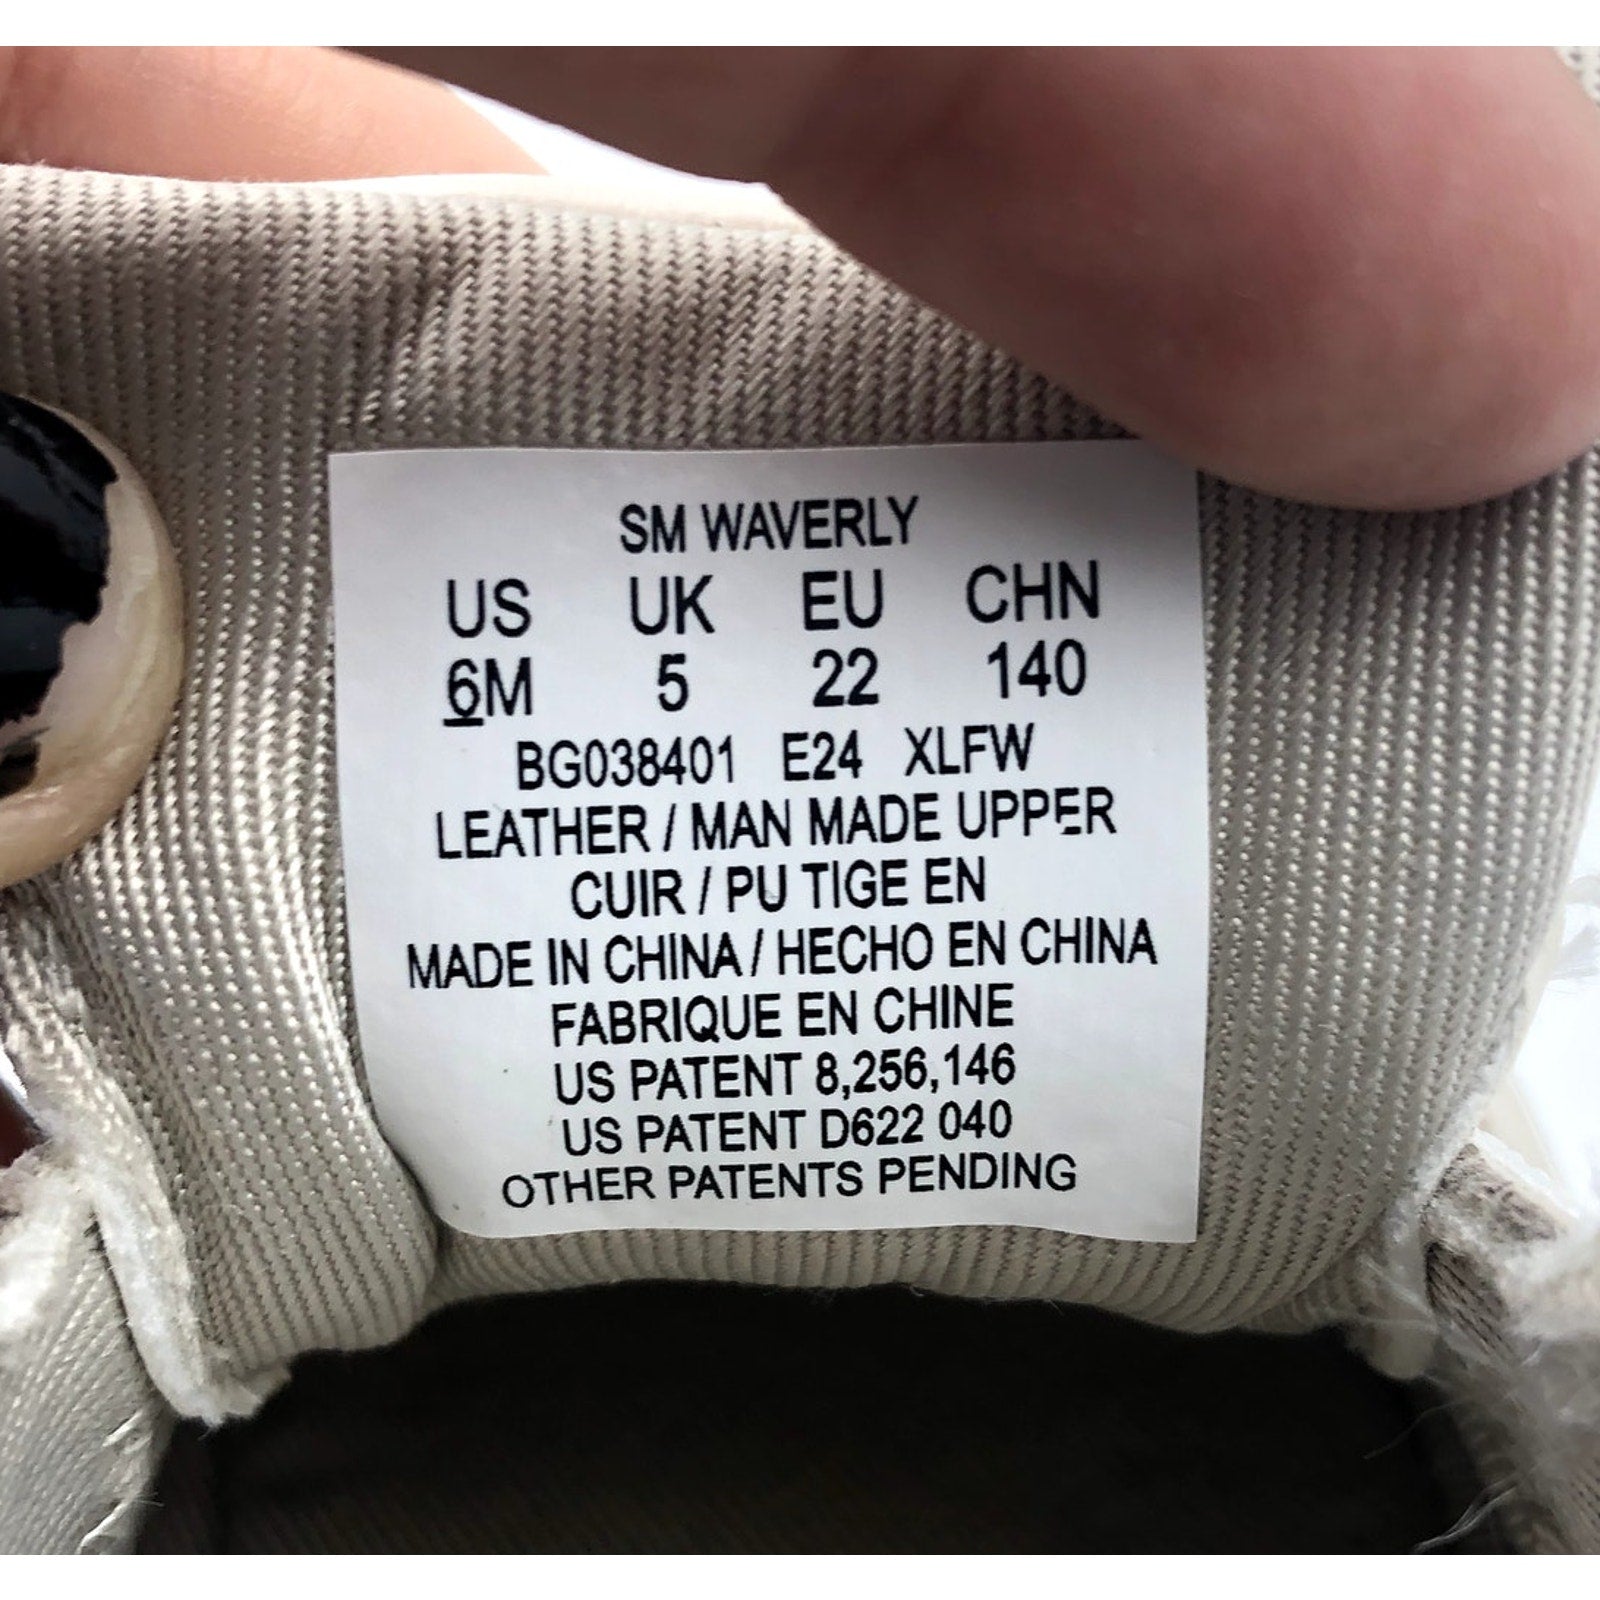 SM WAVERLY
US UK EU CHN
6M 5 22 140
BG038401 E24 XLFW
LEATHER / MAN MADE UPPER
CUIR / PU TIGE EN
MADE IN CHINA / HECHO EN CHINA
FABRIQUE EN CHINE
US PATENT 8,256,146
US PATENT D622 040
OTHER PATENTS PENDING